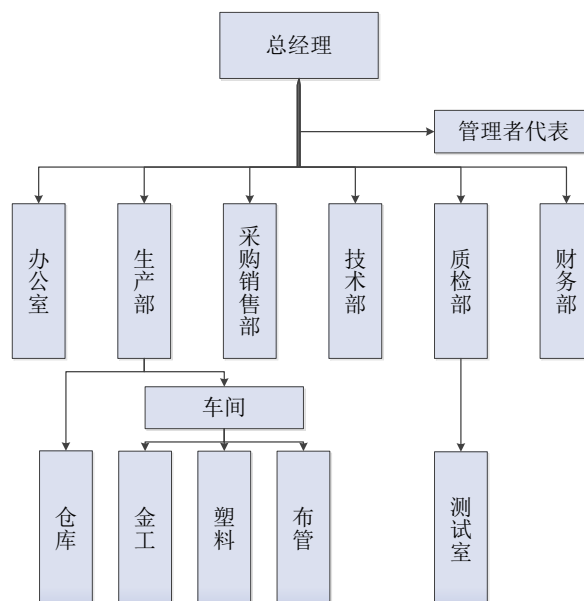 总经理
管理者代表
办公室
生产部
采购销售部
技术部
质检部
财务部
车间
仓库
金工
塑料
布管
测试室